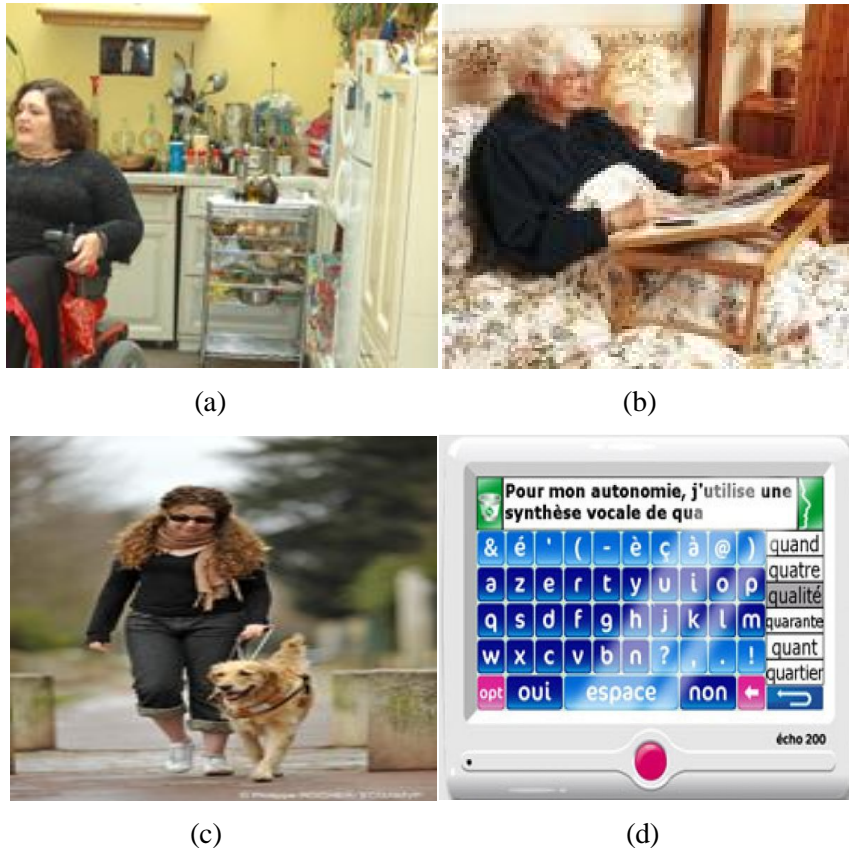 (a)
(b)
Pour mon autonomie, j'utilise une
synthèse vocale de qua
& é ' ( - è ç à @ )
quand
quatre
a z e r t y u i o p
qualité
q s d f g h j k l m
quarante
quant
w x c v b n ? , . !
quartier
opt oui espace non
écho 200
(c)
(d)